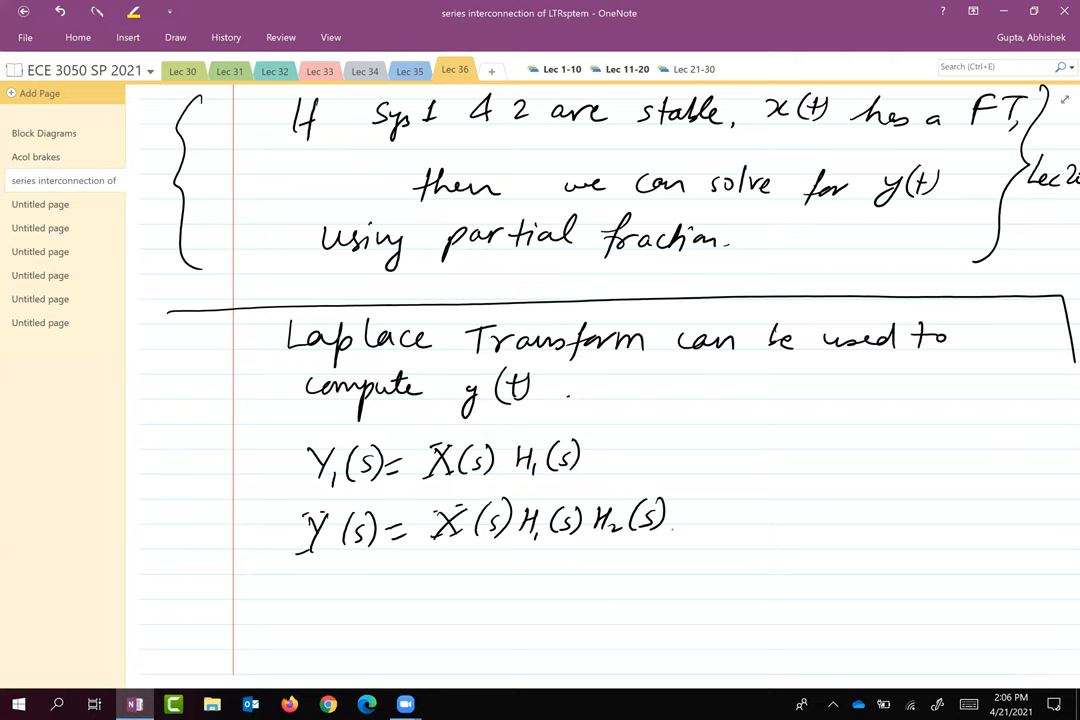 series interconnection of LTRsptem - OneNote
File Home Insert Draw History Review View
Gupta, Abhishek
ECE 3050 SP 2021
Lec 30 Lec 31 Lec 32 Lec 33 Lec 34 Lec 35 Lec 36
Lec 1-10 Lec 11-20 Lec 21-30
Search (Ctrl+E)
Add Page
Block Diagrams
Acol brakes
series interconnection of
Untitled page
Untitled page
Untitled page
Untitled page
Untitled page
Untitled page
If Sys 1 & 2 are stable, x(t) has a FT,
then we can solve for y(t)
using partial fraction.
Lec 2
Laplace Transform can be used to
compute y(t).
Y₁(s) = X(s) H₁(s)
Y(s) = X(s) H₁(s) H₂(s).
2:06 PM
4/21/2021